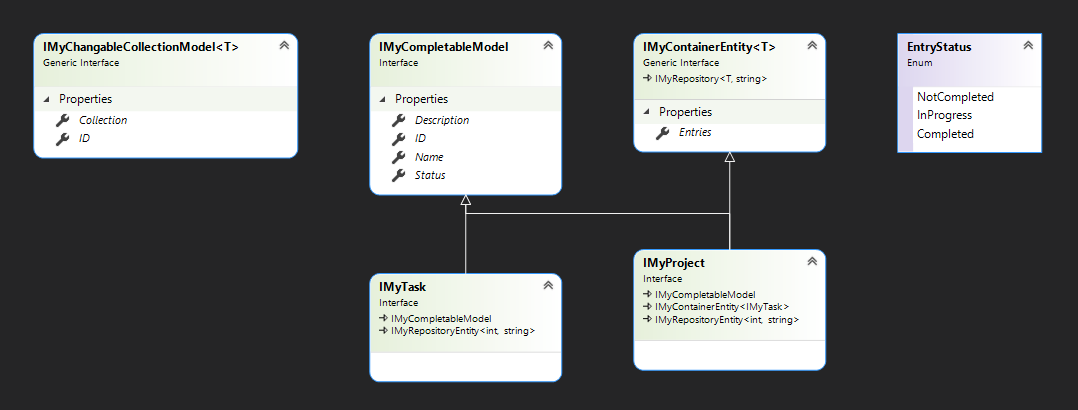 IMyChangableCollectionModel<T>
Generic Interface
Properties
Collection
ID
IMyCompletableModel
Interface
Properties
Description
ID
Name
Status
IMyContainerEntity<T>
Generic Interface
IMyRepository<T, string>
Properties
Entries
EntryStatus
Enum
NotCompleted
InProgress
Completed
IMyTask
Interface
IMyCompletableModel
IMyRepositoryEntity<int, string>
IMyProject
Interface
IMyCompletableModel
IMyContainerEntity<IMyTask>
IMyRepositoryEntity<int, string>